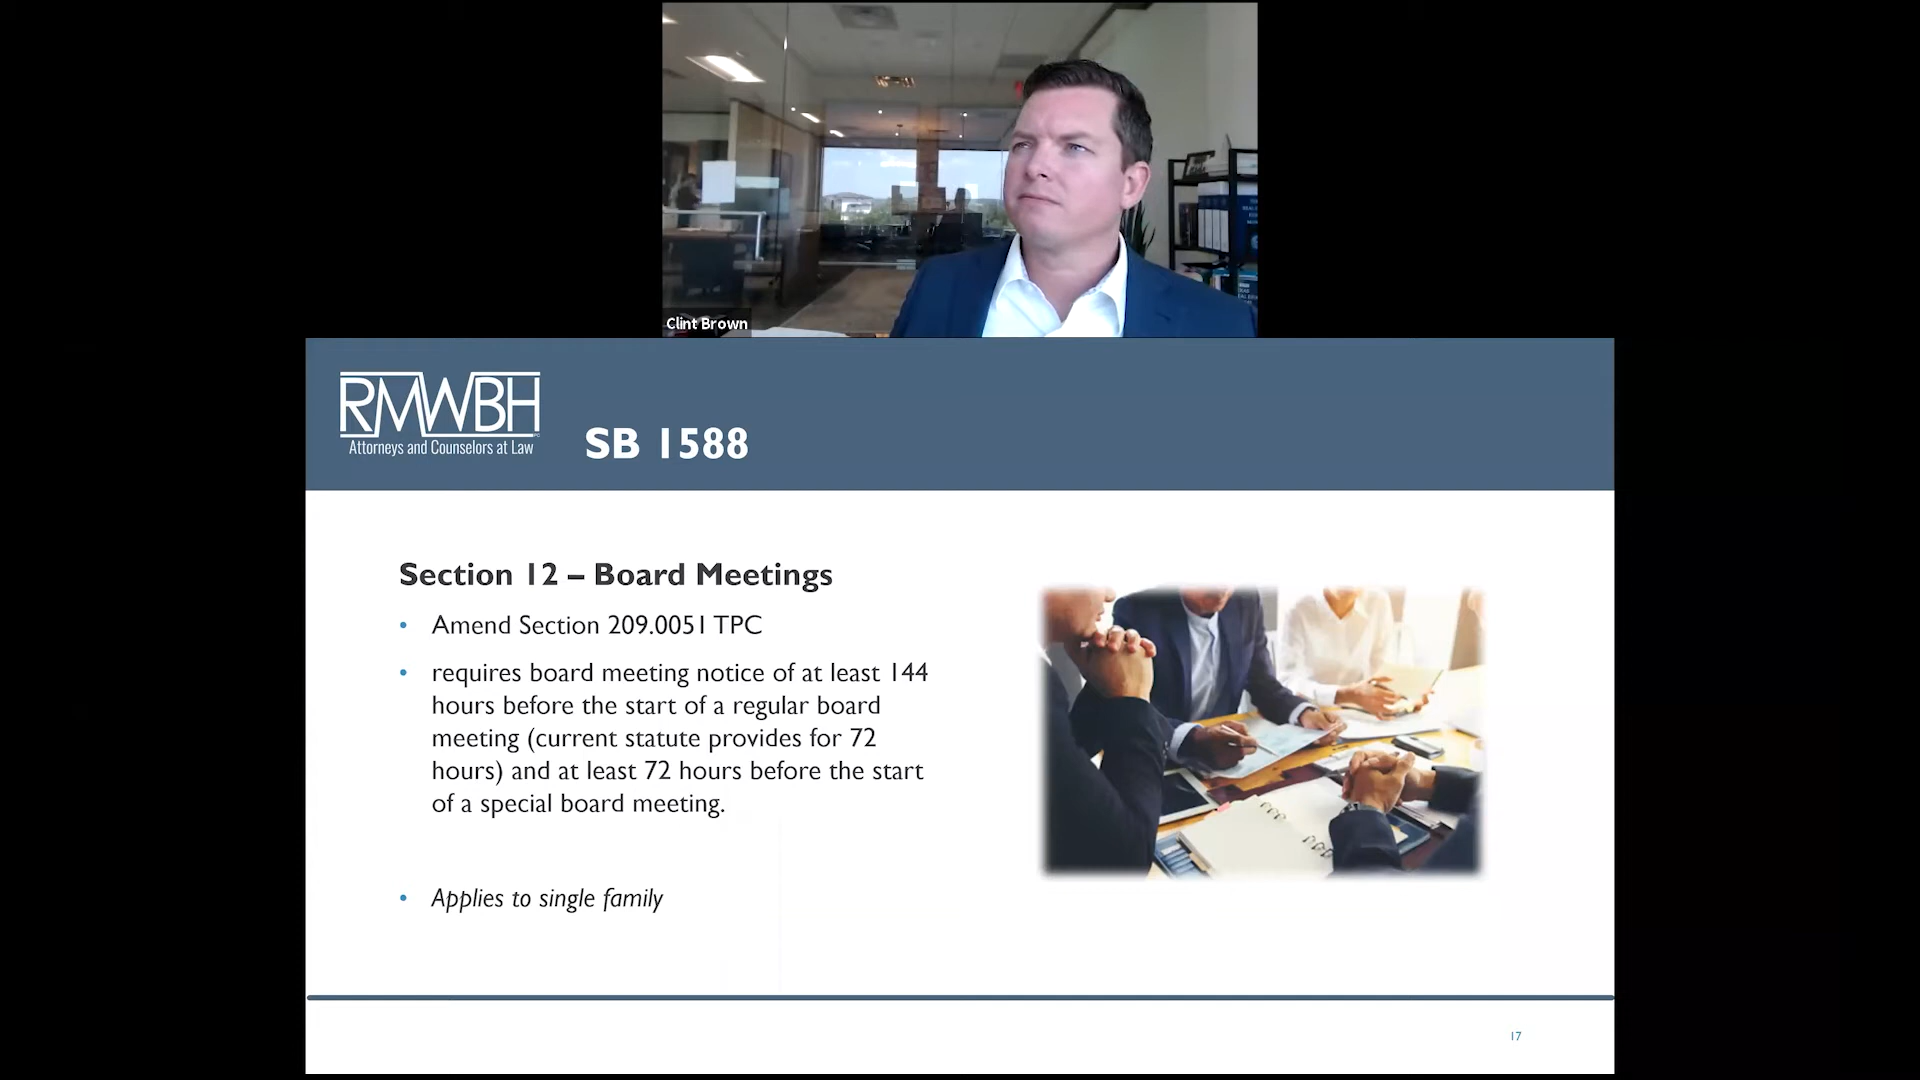 Clint Brown
RMWBH
Attorneys and Counselors at Law
SB 1588
Section 12 – Board Meetings
• Amend Section 209.0051 TPC
• requires board meeting notice of at least 144
hours before the start of a regular board
meeting (current statute provides for 72
hours) and at least 72 hours before the start
of a special board meeting.
• Applies to single family
17